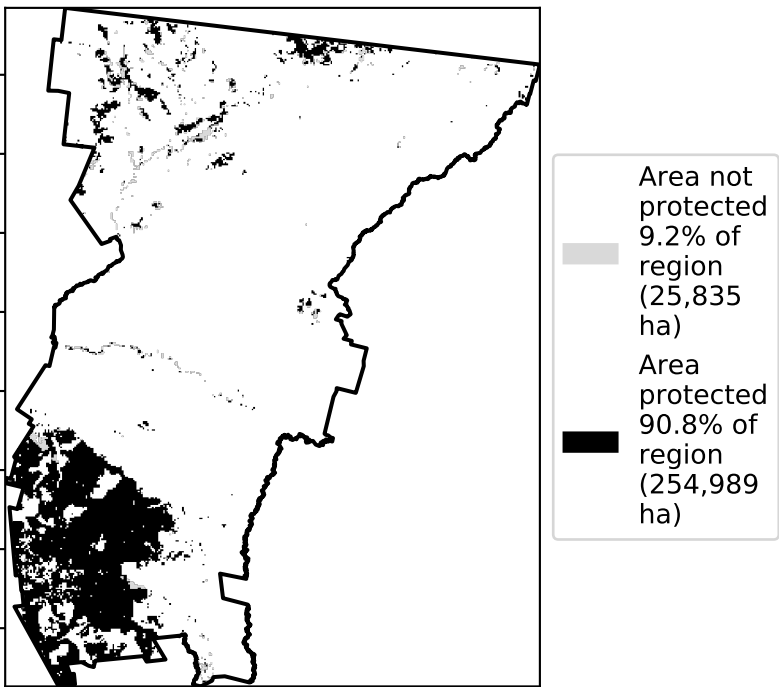 Area not
protected
9.2% of
region
(25,835
ha)
Area
protected
90.8% of
region
(254,989
ha)